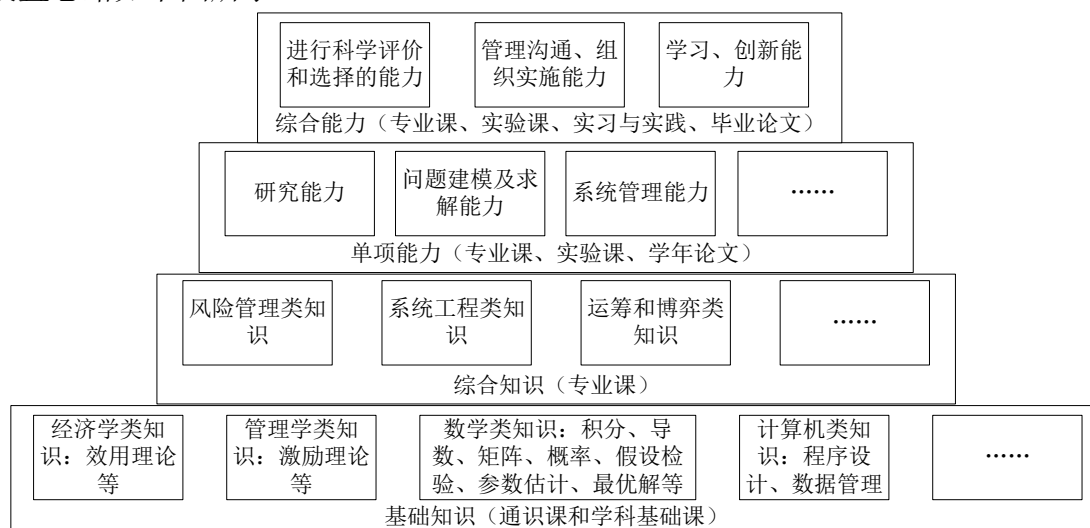 进行科学评价
和选择的能力
管理沟通、组
织实施能力
学习、创新能
力
综合能力（专业课、实验课、实习与实践、毕业论文）
研究能力
问题建模及求
解能力
系统管理能力
……
单项能力（专业课、实验课、学年论文）
风险管理类知
识
系统工程类知
识
运筹和博弈类
知识
……
综合知识（专业课）
经济学类知
识：效用理论
等
管理学类知
识：激励理论
等
数学类知识：积分、导
数、矩阵、概率、假设检
验、参数估计、最优解等
计算机类知
识：程序设
计、数据管理
……
基础知识（通识课和学科基础课）